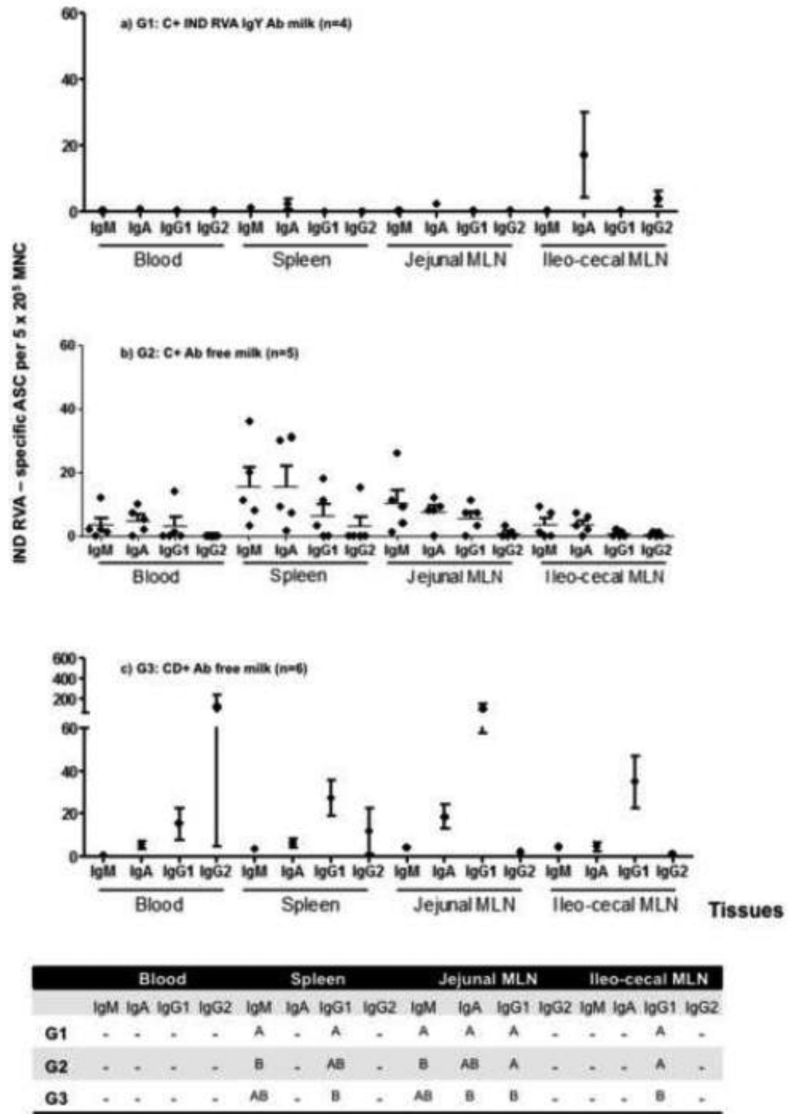 IND RVA – specific ASC per 5 x 20⁵ MNC
60
a) G1: C+ IND RVA IgY Ab milk (n=4)
40
20
0
IgM IgA IgG1 IgG2 IgM IgA IgG1 IgG2 IgM IgA IgG1 IgG2 IgM IgA IgG1 IgG2
Blood Spleen Jejunal MLN Ileo-cecal MLN
60
b) G2: C+ Ab free milk (n=5)
40
20
0
IgM IgA IgG1 IgG2 IgM IgA IgG1 IgG2 IgM IgA IgG1 IgG2 IgM IgA IgG1 IgG2
Blood Spleen Jejunal MLN Ileo-cecal MLN
600
c) G3: CD+ Ab free milk (n=6)
400
200
60
40
20
0
IgM IgA IgG1 IgG2 IgM IgA IgG1 IgG2 IgM IgA IgG1 IgG2 IgM IgA IgG1 IgG2
Blood Spleen Jejunal MLN Ileo-cecal MLN Tissues
Blood Spleen Jejunal MLN Ileo-cecal MLN
IgM IgA IgG1 IgG2 IgM IgA IgG1 IgG2 IgM IgA IgG1 IgG2 IgM IgA IgG1 IgG2
G1 - - - - A - A - A A A - - - A -
G2 - - - - B - AB - B AB A - - - A -
G3 - - - - AB - B - AB B B - - - B -